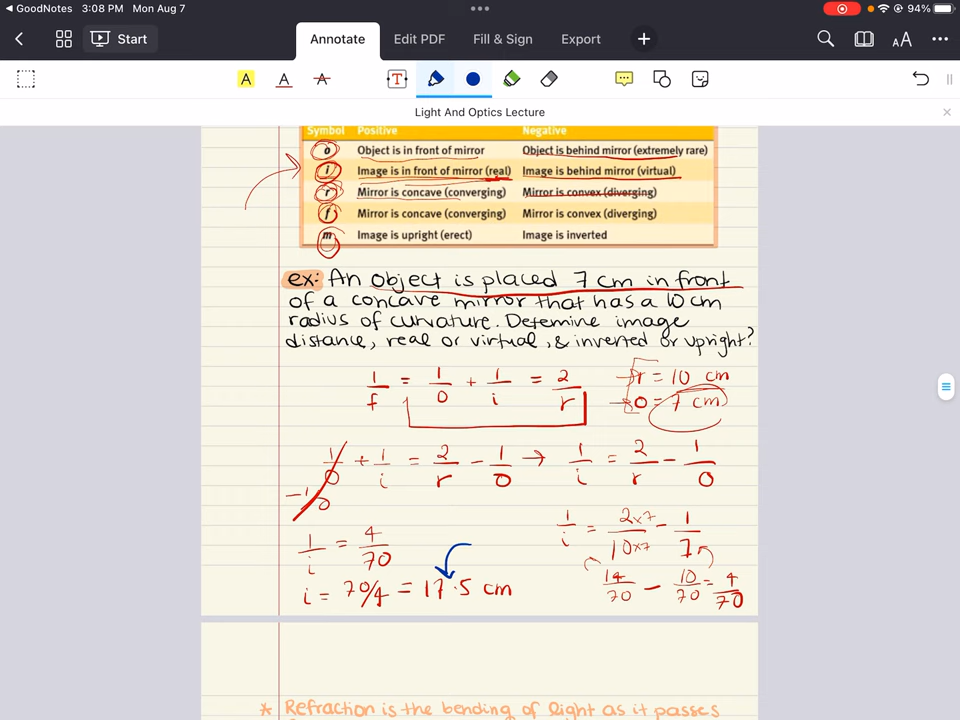 GoodNotes 3:08 PM Mon Aug 7 94%
Start Annotate Edit PDF Fill & Sign Export
A A A T AA
Light And Optics Lecture
Symbol Positive Negative
o Object is in front of mirror Object is behind mirror (extremely rare)
i Image is in front of mirror (real) Image is behind mirror (virtual)
r Mirror is concave (converging) Mirror is convex (diverging)
f Mirror is concave (converging) Mirror is convex (diverging)
m Image is upright (erect) Image is inverted
ex: An object is placed 7 cm in front
of a concave mirror that has a 10 cm
radius of curvature. Detemine image
distance, real or virtual, & inverted or upright?
1/f = 1/o + 1/i = 2/r
r = 10 cm
o = 7 cm
1/o + 1/i = 2/r - 1/o → 1/i = 2/r - 1/o
-1/o
1/i = 2x7/10x7 - 1/7
1/i = 4/70
14/70 - 10/70 = 4/70
i = 70/4 = 17.5 cm
* Refraction is the bending of light as it passes